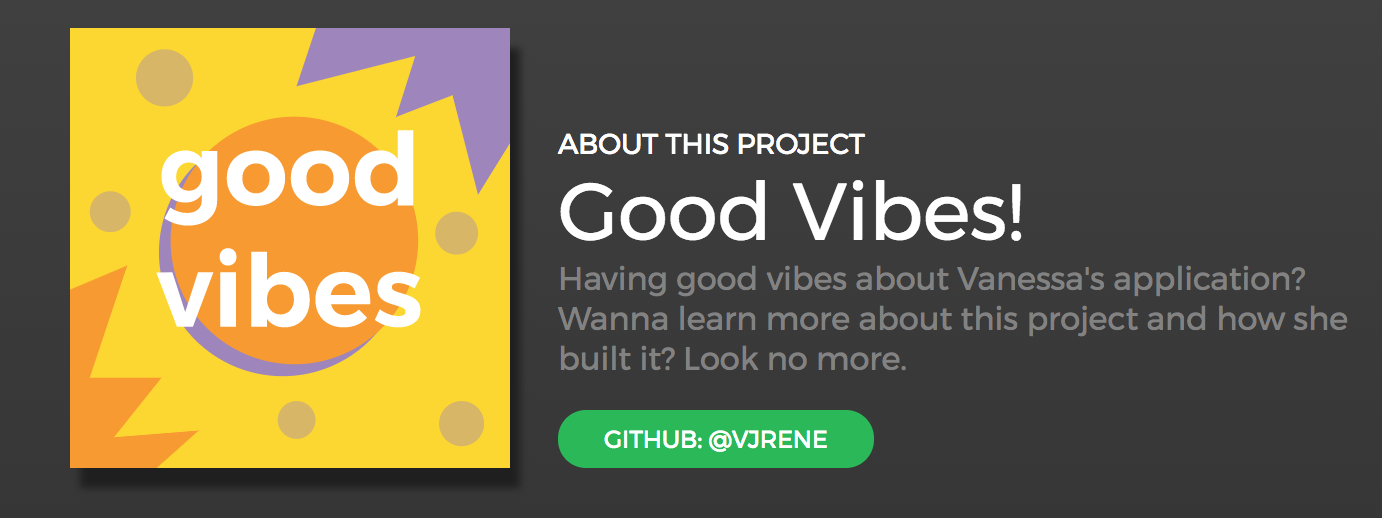 good
vibes
ABOUT THIS PROJECT
Good Vibes!
Having good vibes about Vanessa's application?
Wanna learn more about this project and how she
built it? Look no more.
GITHUB: @VJRENE